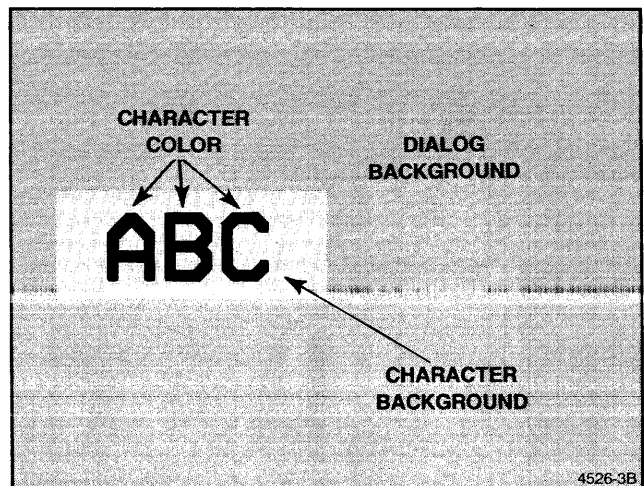 CHARACTER
COLOR
DIALOG
BACKGROUND
ABC
CHARACTER
BACKGROUND
4526-3B